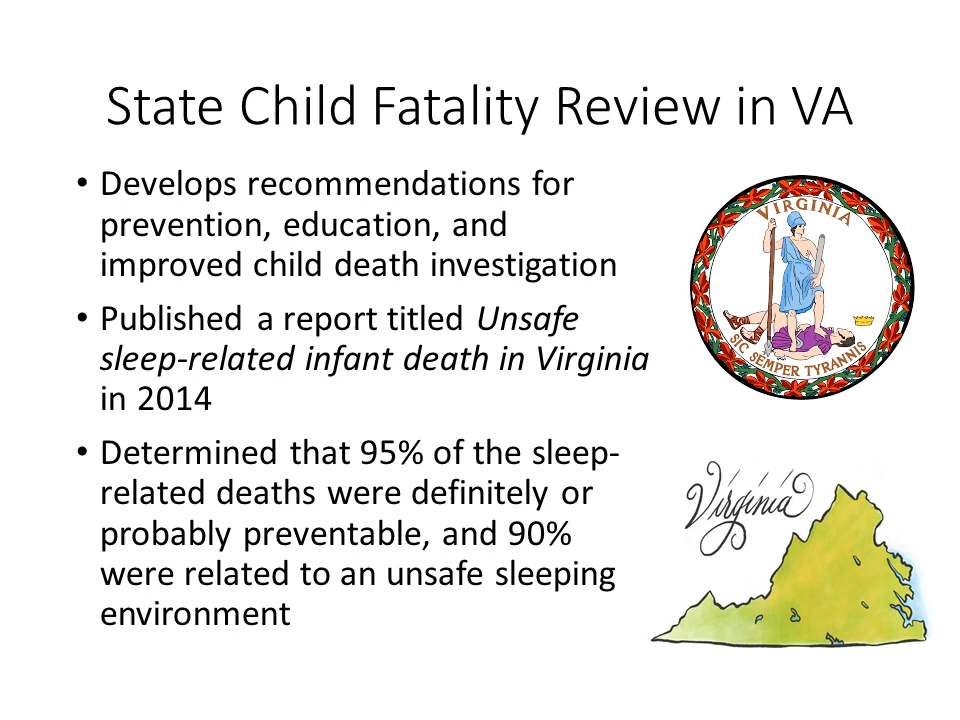 State Child Fatality Review in VA
• Develops recommendations for
prevention, education, and
improved child death investigation
• Published a report titled Unsafe
sleep-related infant death in Virginia
in 2014
• Determined that 95% of the sleep-
related deaths were definitely or
probably preventable, and 90%
were related to an unsafe sleeping
environment
VIRGINIA
SIC SEMPER TYRANNIS
Virginia